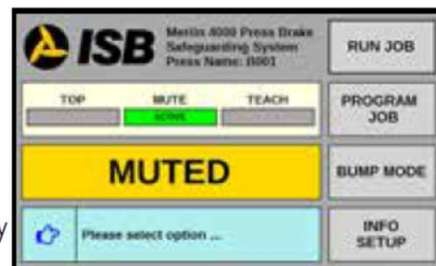 ISB
Merlin 4000 Press Brake
Safeguarding System
Press Name: B001
RUN JOB
TOP MUTE TEACH
ACTIVE
PROGRAM
JOB
MUTED
BUMP MODE
y
Please select option ...
INFO
SETUP